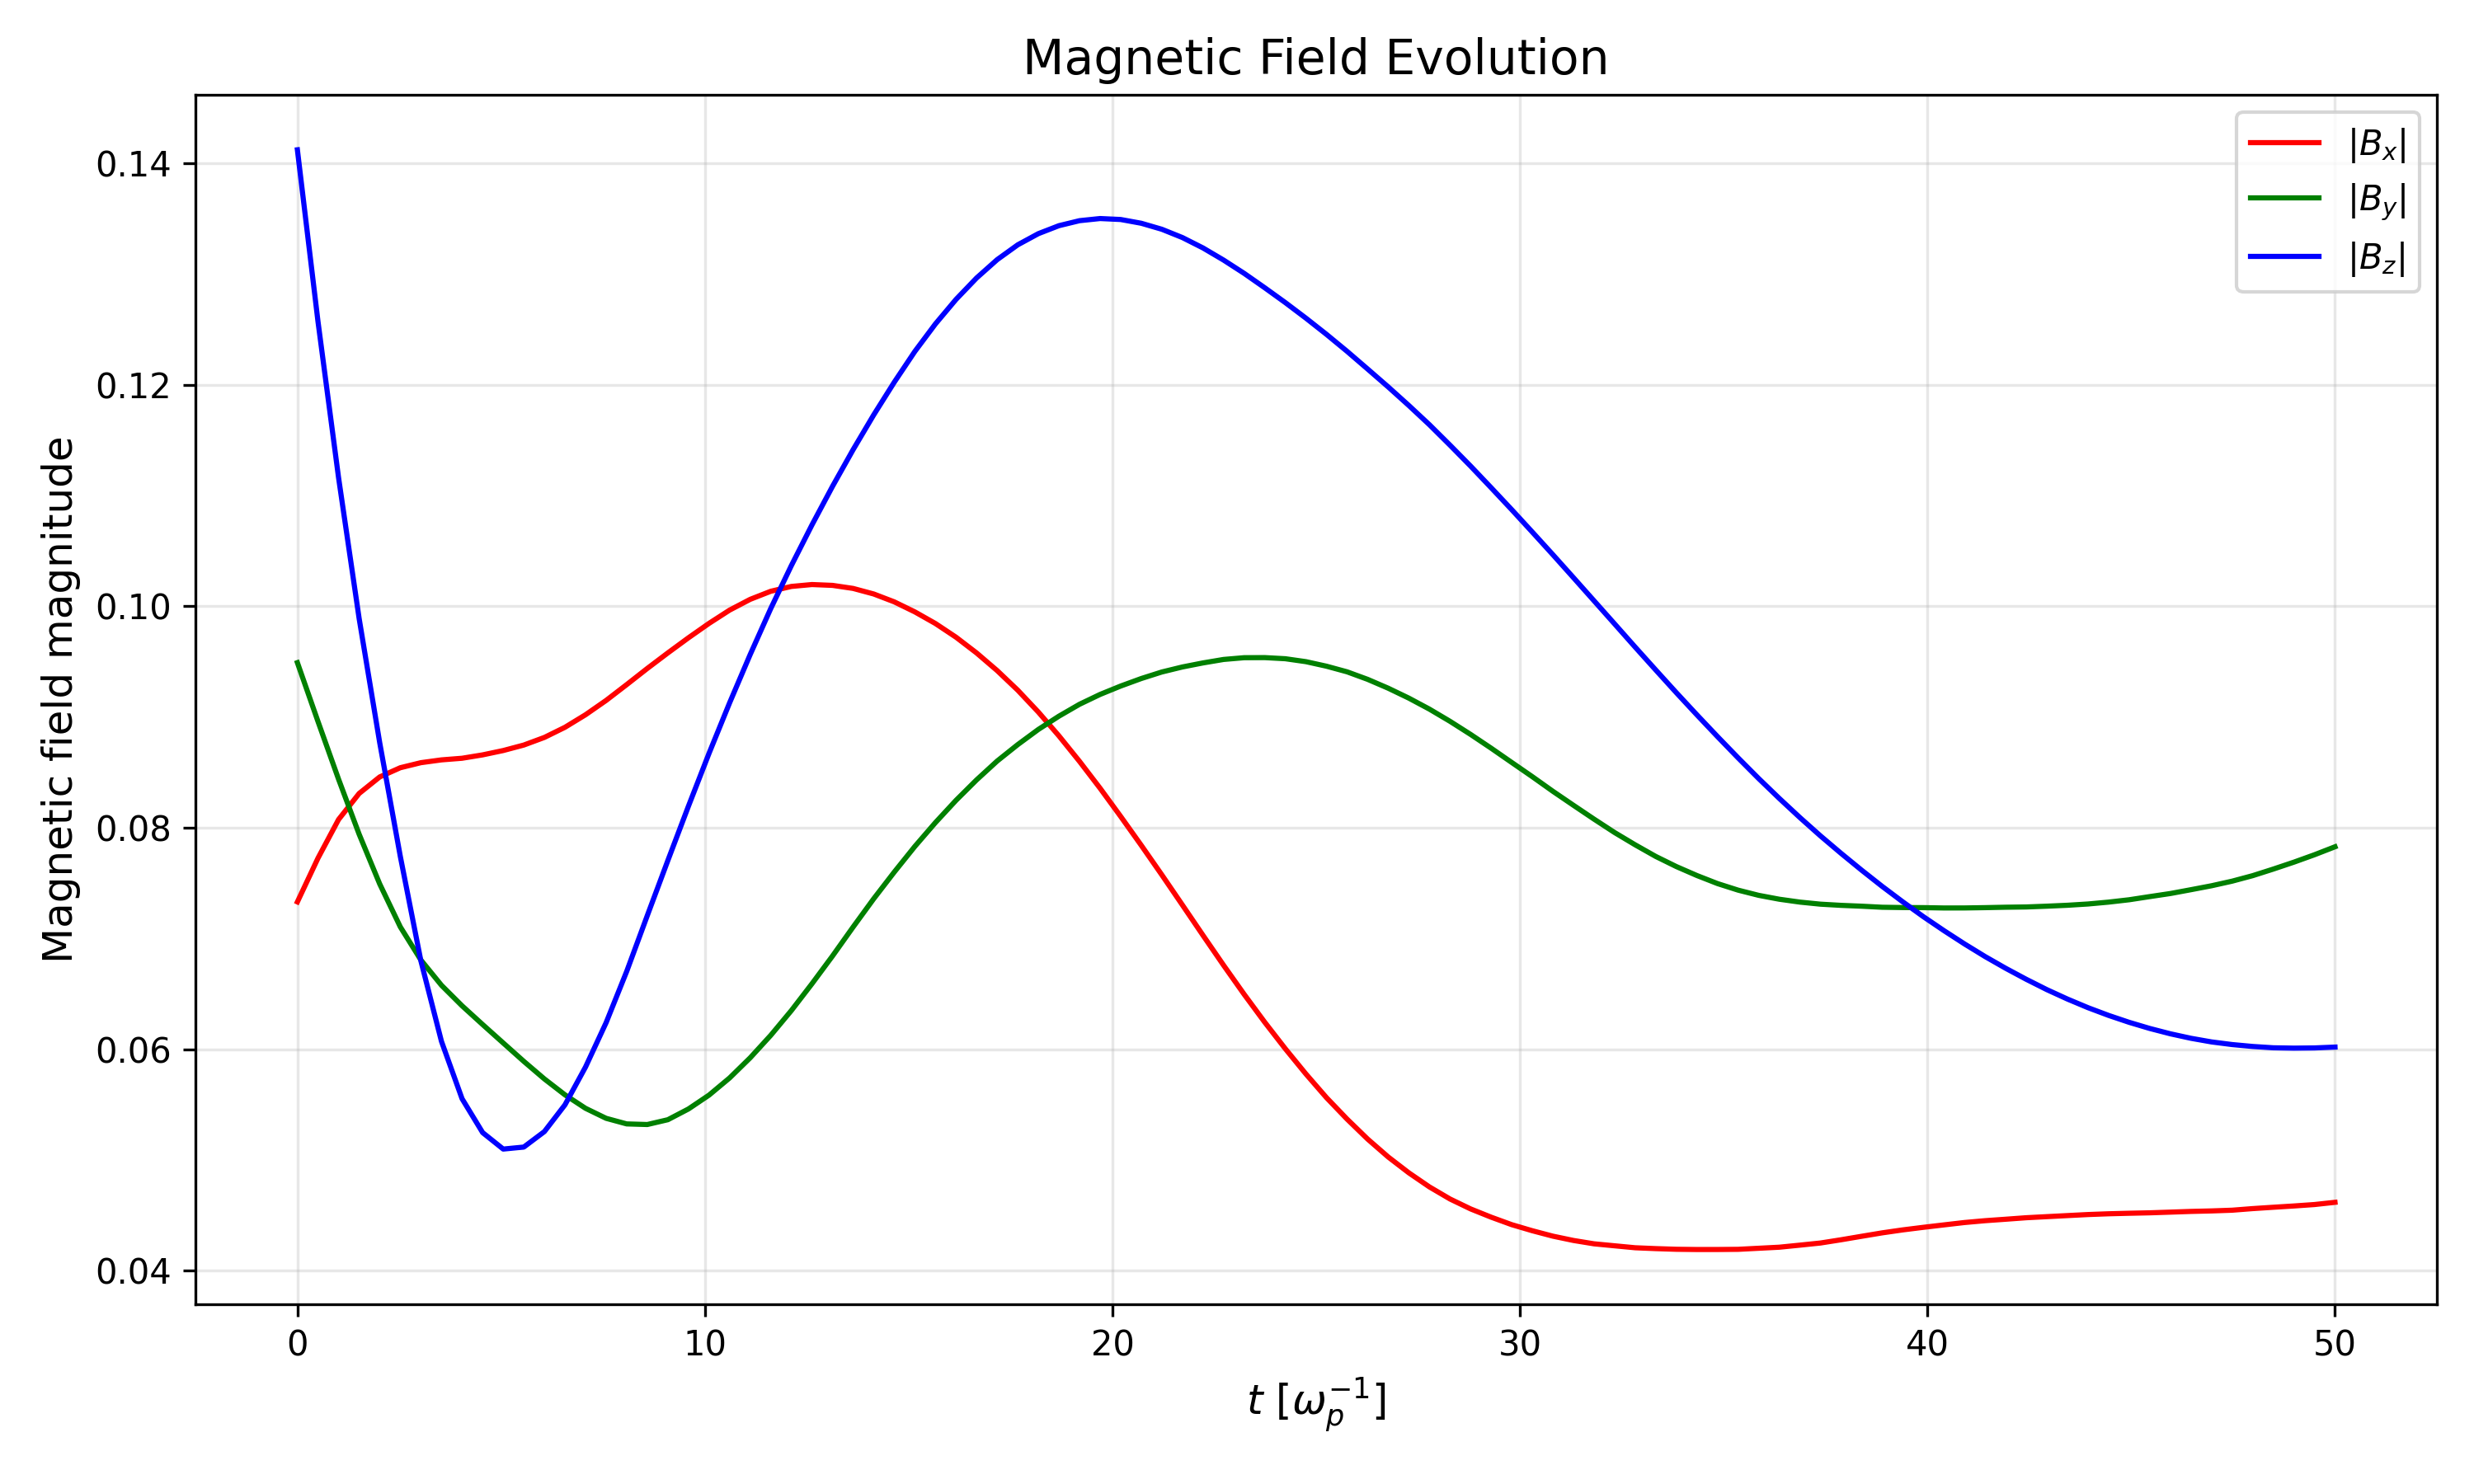 Magnetic Field Evolution
|Bₓ|
|B_y|
|B_z|
Magnetic field magnitude
0.14
0.12
0.10
0.08
0.06
0.04
0
10
20
30
40
50
t [ω_p⁻¹]